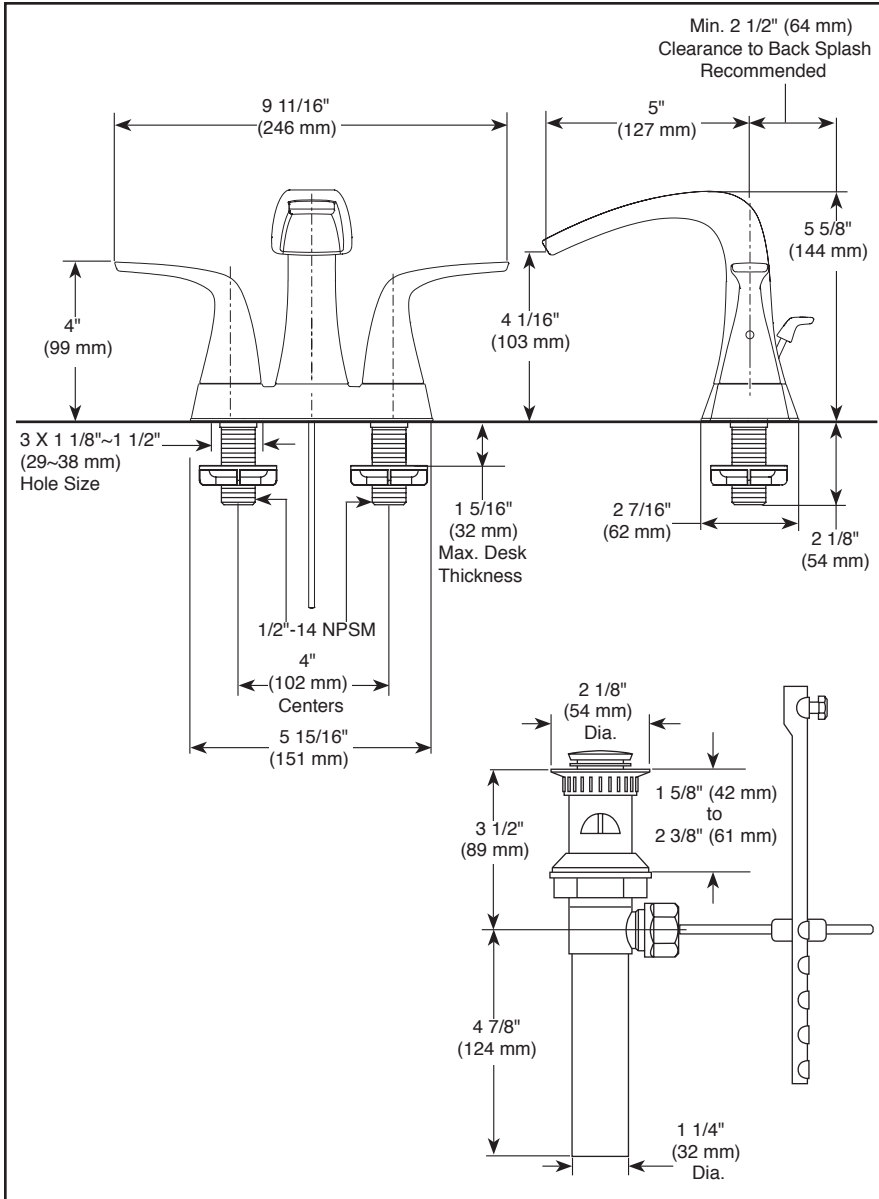 Min. 2 1/2" (64 mm)
Clearance to Back Splash
Recommended
9 11/16"
(246 mm)
5"
(127 mm)
5 5/8"
(144 mm)
4"
(99 mm)
4 1/16"
(103 mm)
3 X 1 1/8"~1 1/2"
(29~38 mm)
Hole Size
1 5/16"
(32 mm)
Max. Desk
Thickness
2 7/16"
(62 mm)
2 1/8"
(54 mm)
1/2"-14 NPSM
4"
(102 mm)
Centers
5 15/16"
(151 mm)
2 1/8"
(54 mm)
Dia.
1 5/8" (42 mm)
to
2 3/8" (61 mm)
3 1/2"
(89 mm)
4 7/8"
(124 mm)
1 1/4"
(32 mm)
Dia.